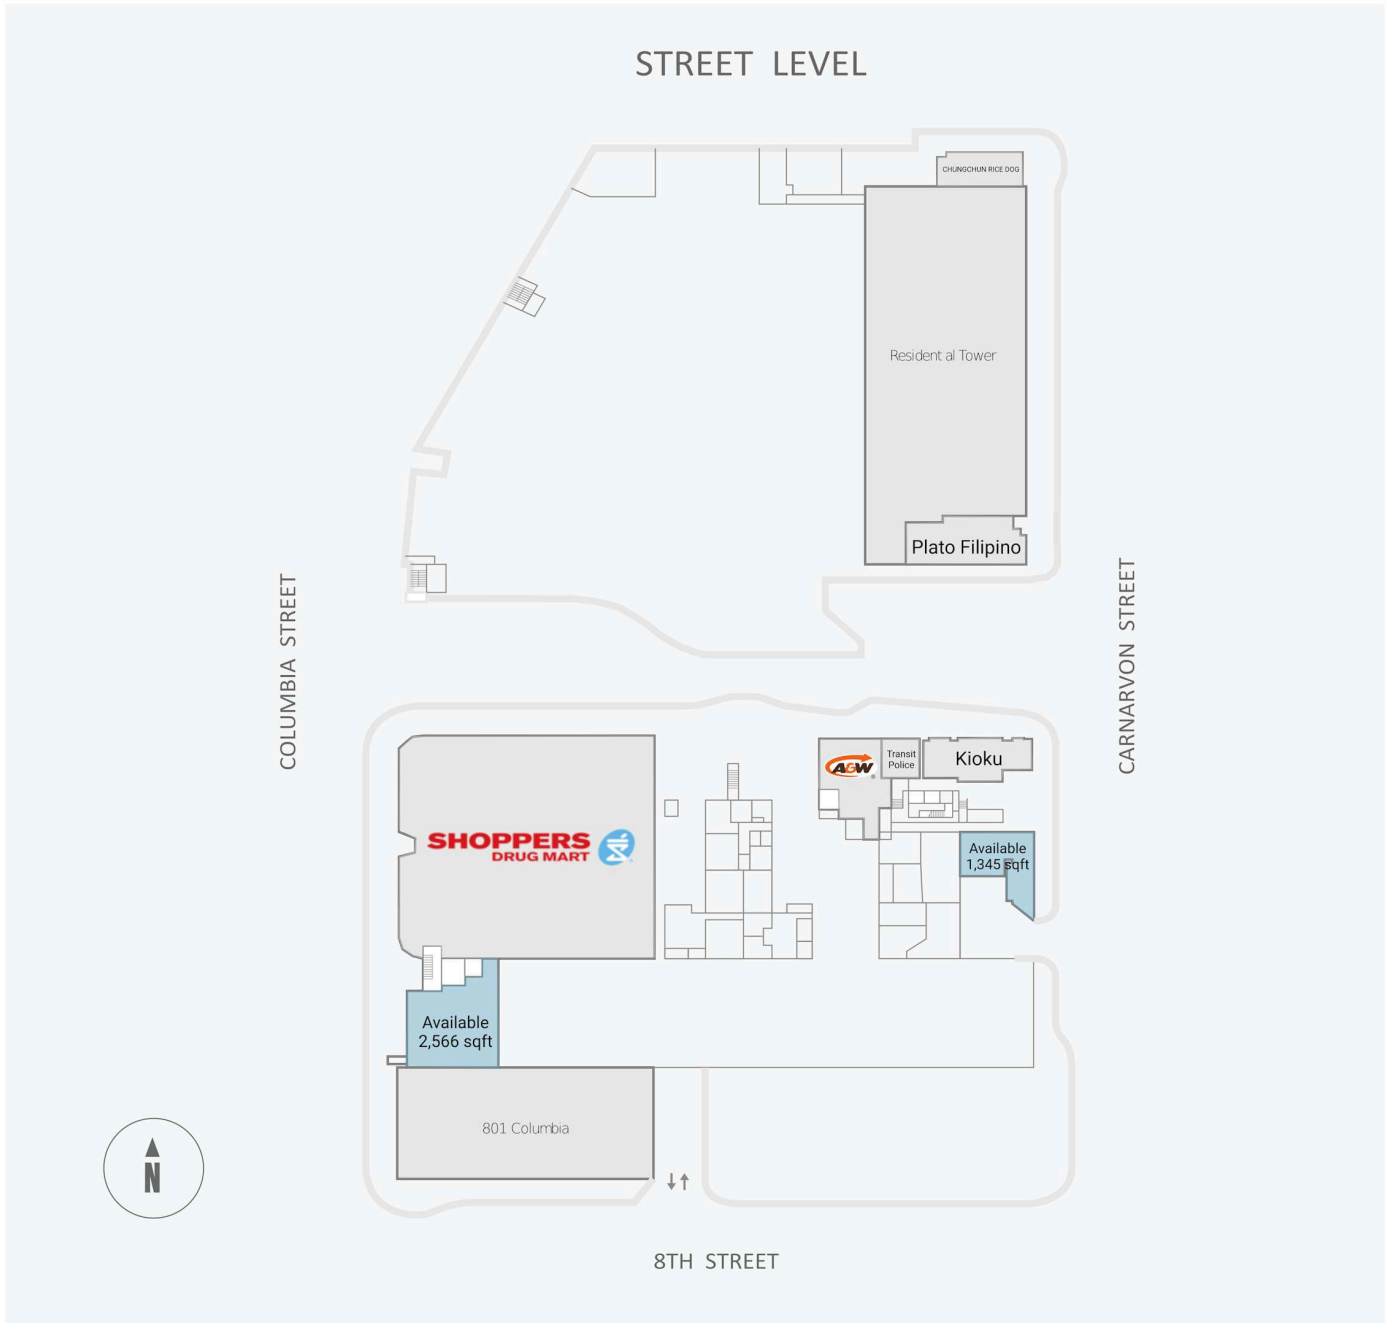 STREET LEVEL
CHUNGCHUN RICE DOG
Resident al Tower
Plato Filipino
COLUMBIA STREET
CARNARVON STREET
A&W
Transit
Police
Kioku
SHOPPERS
DRUG MART
Available
1,345 sqft
Available
2,566 sqft
801 Columbia
N
8TH STREET